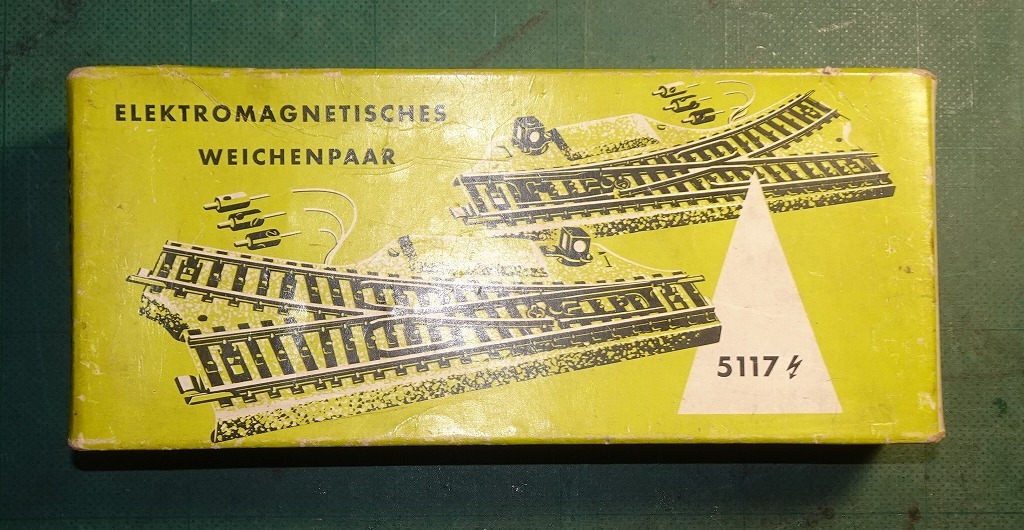 ELEKTROMAGNETISCHES
WEICHENPAAR
5117